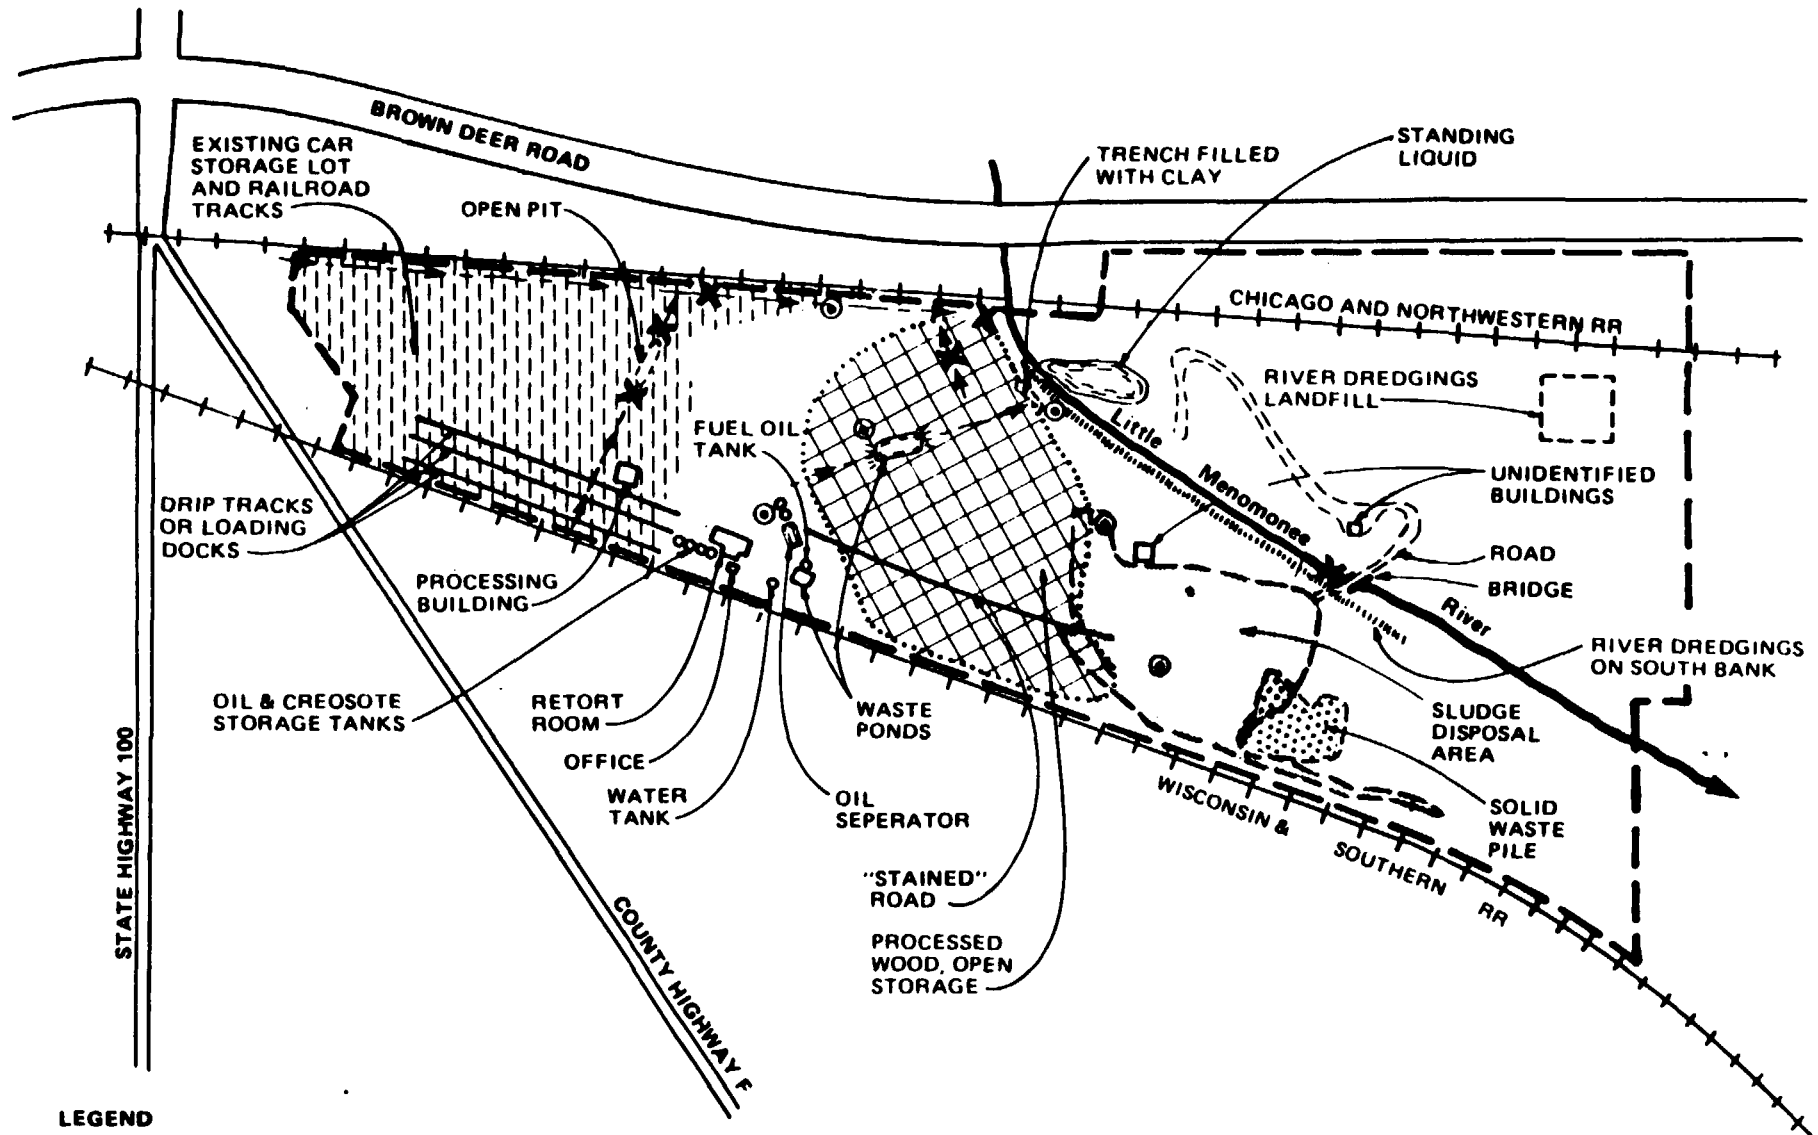 BROWN DEER ROAD
EXISTING CAR
STORAGE LOT
AND RAILROAD
TRACKS
OPEN PIT
TRENCH FILLED
WITH CLAY
STANDING
LIQUID
CHICAGO AND NORTHWESTERN RR
RIVER DREDGINGS
LANDFILL
FUEL OIL
TANK
Little
Menomonee
River
UNIDENTIFIED
BUILDINGS
DRIP TRACKS
OR LOADING
DOCKS
ROAD
BRIDGE
PROCESSING
BUILDING
RIVER DREDGINGS
ON SOUTH BANK
OIL & CREOSOTE
STORAGE TANKS
RETORT
ROOM
WASTE
PONDS
SLUDGE
DISPOSAL
AREA
OFFICE
WATER
TANK
OIL
SEPERATOR
SOLID
WASTE
PILE
WISCONSIN &
SOUTHERN
RR
STATE HIGHWAY 100
"STAINED"
ROAD
COUNTY HIGHWAY F
PROCESSED
WOOD, OPEN
STORAGE
LEGEND